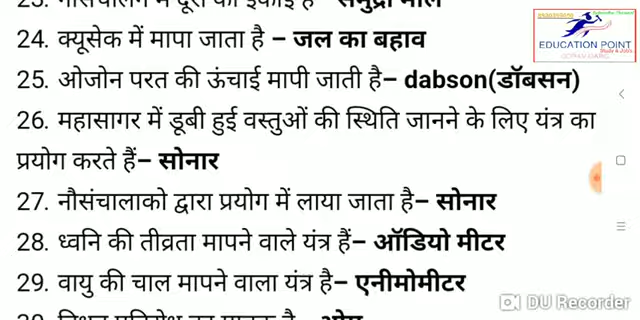 24. क्यूसेक में मापा जाता है – जल का बहाव
25. ओजोन परत की ऊंचाई मापी जाती है– dabson(डॉबसन)
26. महासागर में डूबी हुई वस्तुओं की स्थिति जानने के लिए यंत्र का
प्रयोग करते हैं– सोनार
27. नौसंचालाको द्वारा प्रयोग में लाया जाता है– सोनार
28. ध्वनि की तीव्रता मापने वाले यंत्र हैं– ऑडियो मीटर
29. वायु की चाल मापने वाला यंत्र है– एनीमोमीटर
EDUCATION POINT
DU Recorder